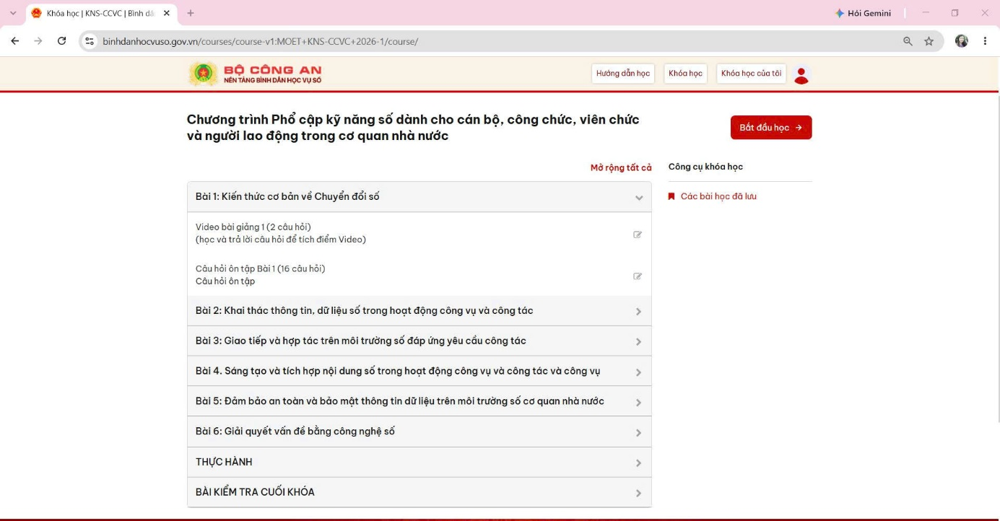 Khóa học | KNS-CCVC | Bình dâ
Hỏi Gemini
binhdanhocvuso.gov.vn/courses/course-v1:MOET+KNS-CCVC+2026-1/course/
BỘ CÔNG AN
NỀN TẢNG BÌNH DÂN HỌC VỤ SỐ
Hướng dẫn học
Khóa học
Khóa học của tôi
Chương trình Phổ cập kỹ năng số dành cho cán bộ, công chức, viên chức
và người lao động trong cơ quan nhà nước
Bắt đầu học
Mở rộng tất cả
Công cụ khóa học
Bài 1: Kiến thức cơ bản về Chuyển đổi số
Các bài học đã lưu
Video bài giảng 1 (2 câu hỏi)
(học và trả lời câu hỏi để tích điểm Video)
Câu hỏi ôn tập Bài 1 (16 câu hỏi)
Câu hỏi ôn tập
Bài 2: Khai thác thông tin, dữ liệu số trong hoạt động công vụ và công tác
Bài 3: Giao tiếp và hợp tác trên môi trường số đáp ứng yêu cầu công tác
Bài 4. Sáng tạo và tích hợp nội dung số trong hoạt động công vụ và công tác và công vụ
Bài 5: Đảm bảo an toàn và bảo mật thông tin dữ liệu trên môi trường số cơ quan nhà nước
Bài 6: Giải quyết vấn đề bằng công nghệ số
THỰC HÀNH
BÀI KIỂM TRA CUỐI KHÓA